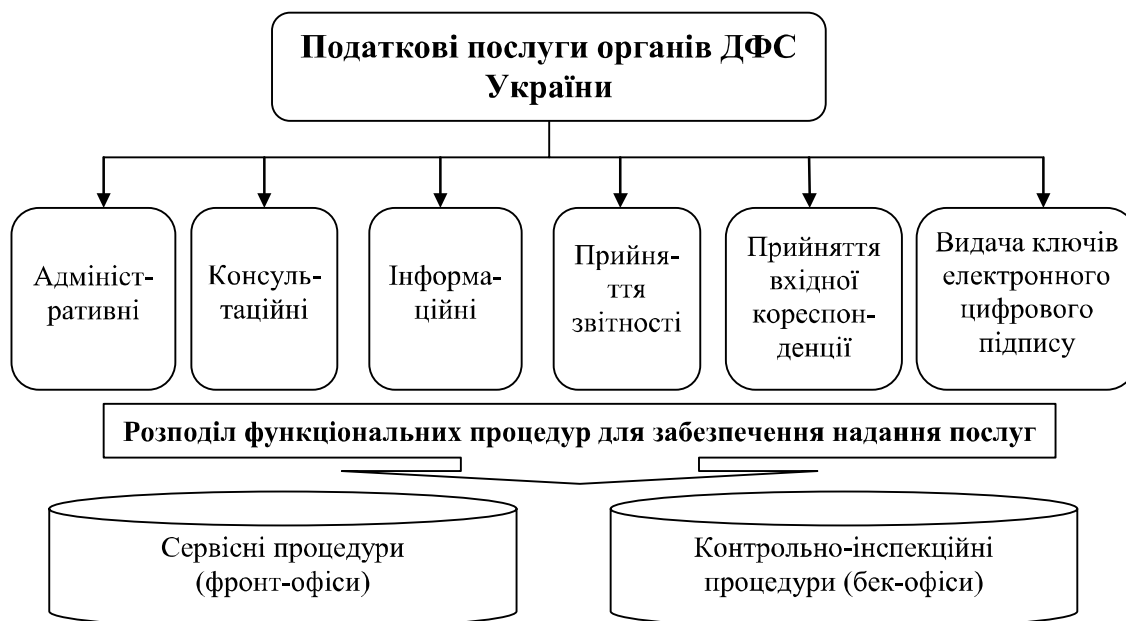 Податкові послуги органів ДФС
України
Адмініст-
ративні
Консуль-
таційні
Інформа-
ційні
Прийня-
ття
звітності
Прийняття
вхідної
кореспон-
денції
Видача ключів
електронного
цифрового
підпису
Розподіл функціональних процедур для забезпечення надання послуг
Сервісні процедури
(фронт-офіси)
Контрольно-інспекційні
процедури (бек-офіси)